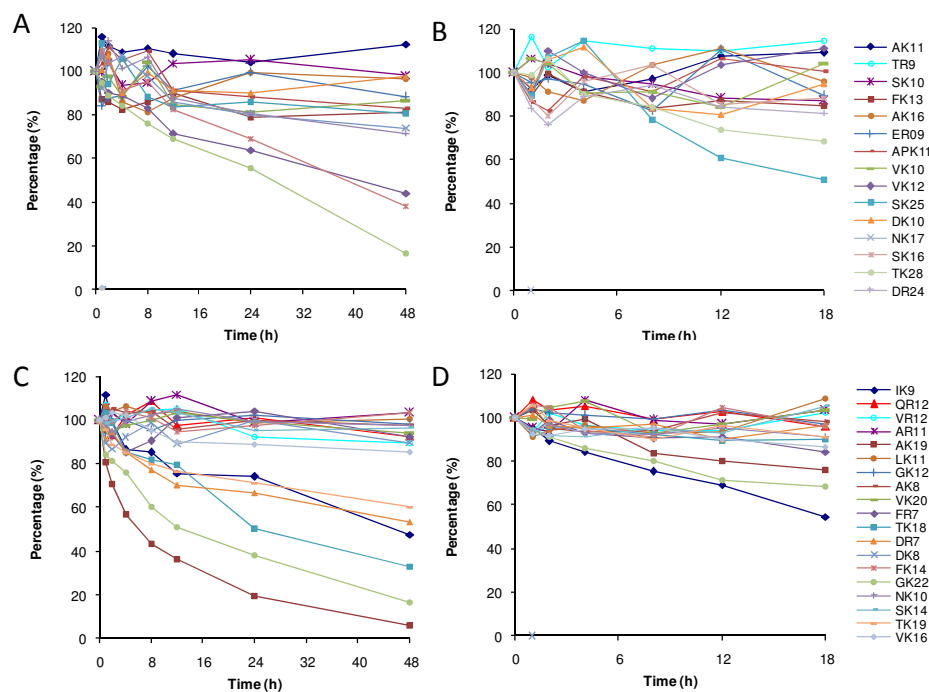 A
120
100
80
60
40
20
0
Percentage (%)
0 8 16 24 32 40 48
Time (h)
B
120
100
80
60
40
20
0
Percentage (%)
0 6 12 18
Time (h)
AK11
TR9
SK10
FK13
AK16
ER09
APK11
VK10
VK12
SK25
DK10
NK17
SK16
TK28
DR24
C
120
100
80
60
40
20
0
Percentage (%)
0 8 16 24 32 40 48
Time (h)
D
120
100
80
60
40
20
0
Percentage (%)
0 6 12 18
Time (h)
IK9
QR12
VR12
AR11
AK19
LK11
GK12
AK8
VK20
FR7
TK18
DR7
DK8
FK14
GK22
NK10
SK14
TK19
VK16